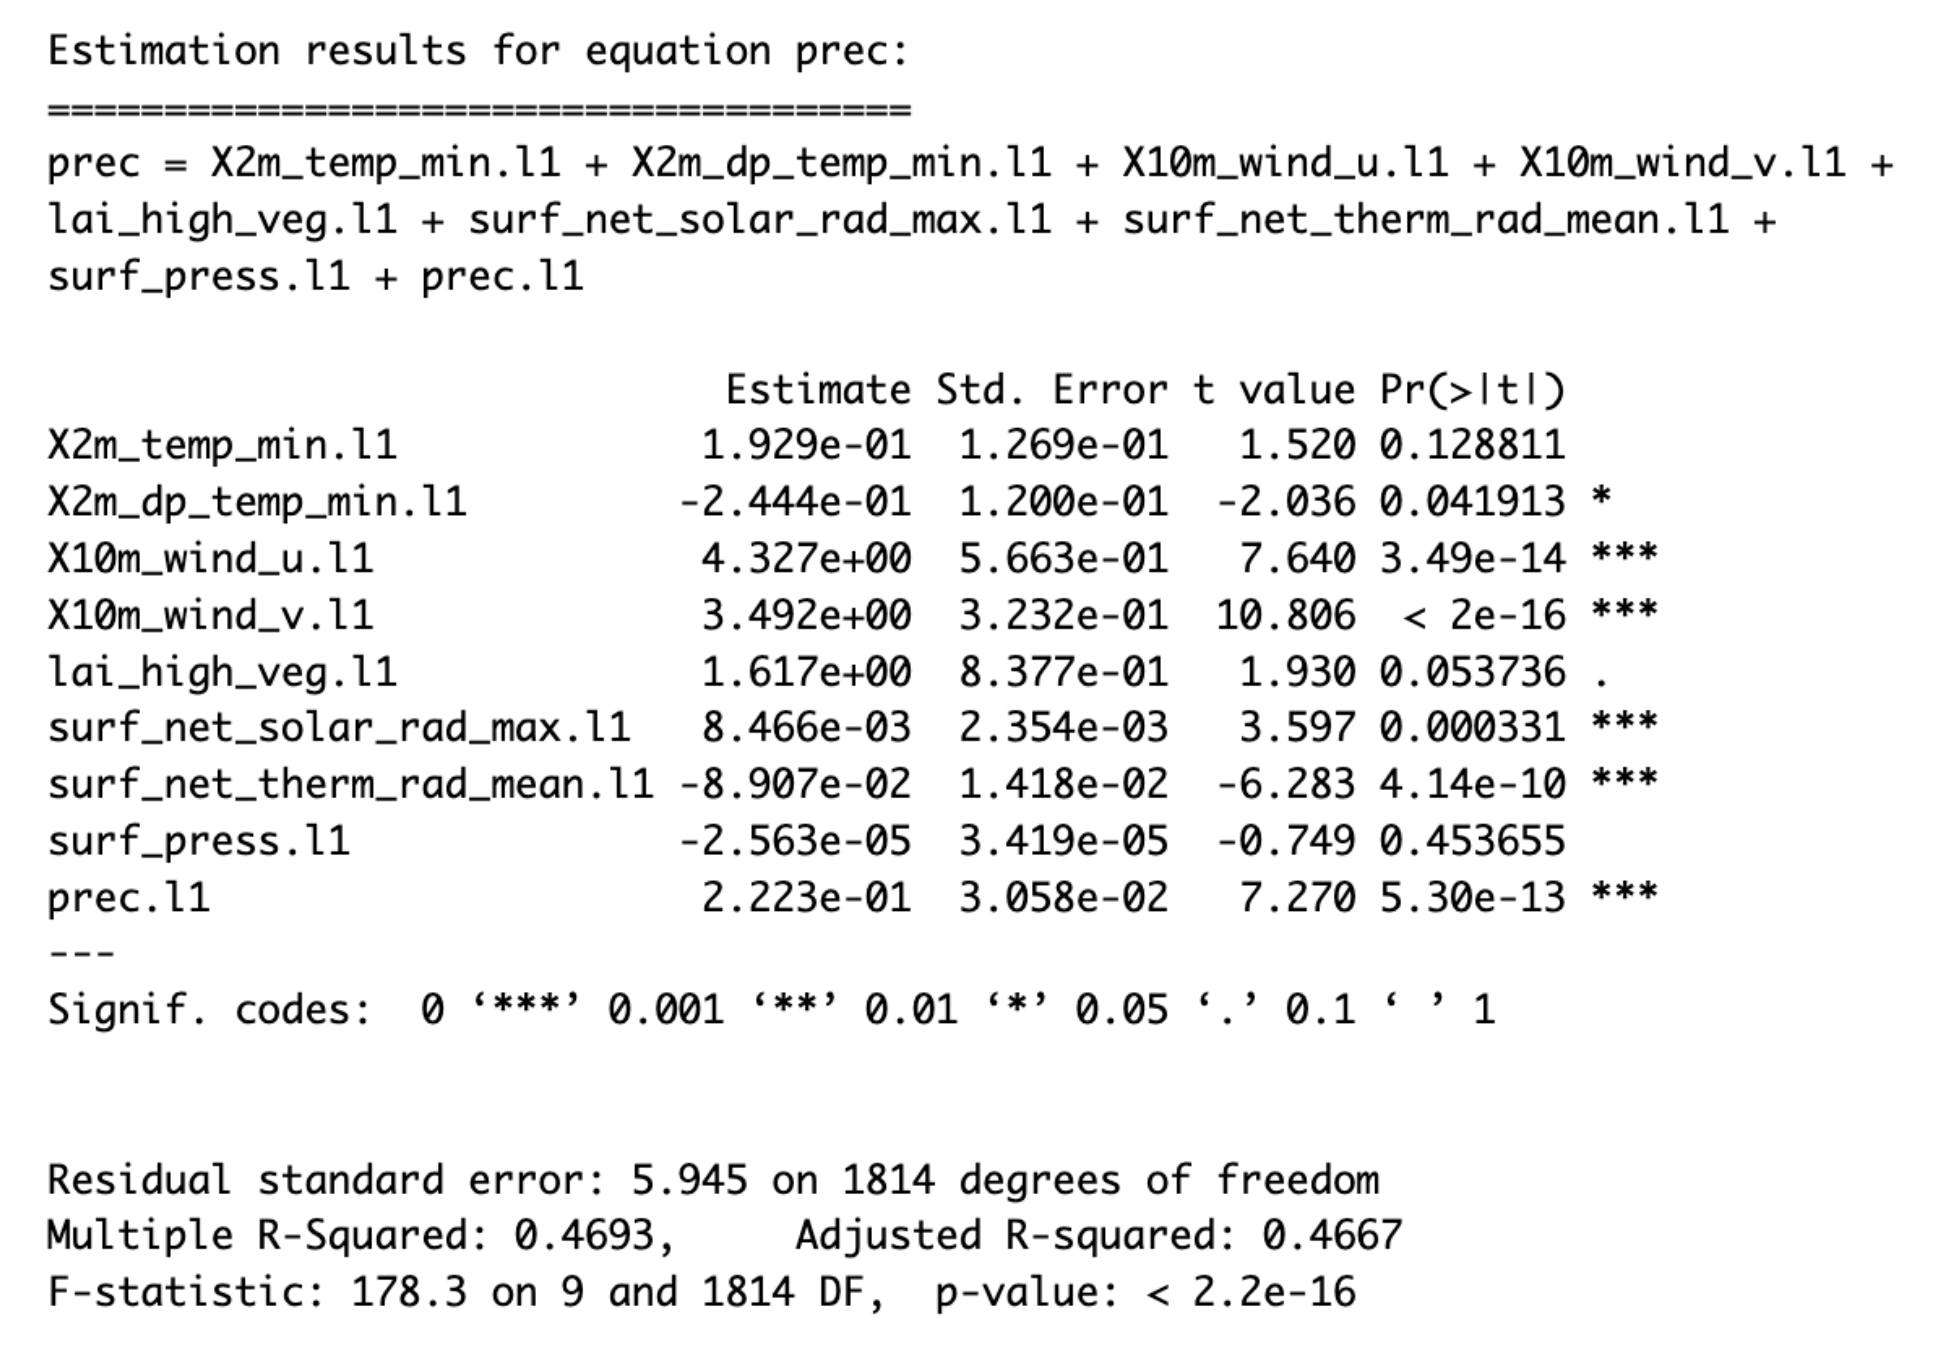 Estimation results for equation prec:
=====================================
prec = X2m_temp_min.l1 + X2m_dp_temp_min.l1 + X10m_wind_u.l1 + X10m_wind_v.l1 +
lai_high_veg.l1 + surf_net_solar_rad_max.l1 + surf_net_therm_rad_mean.l1 +
surf_press.l1 + prec.l1
Estimate Std. Error t value Pr(>|t|)
X2m_temp_min.l1 1.929e-01 1.269e-01 1.520 0.128811
X2m_dp_temp_min.l1 -2.444e-01 1.200e-01 -2.036 0.041913 *
X10m_wind_u.l1 4.327e+00 5.663e-01 7.640 3.49e-14 ***
X10m_wind_v.l1 3.492e+00 3.232e-01 10.806 < 2e-16 ***
lai_high_veg.l1 1.617e+00 8.377e-01 1.930 0.053736 .
surf_net_solar_rad_max.l1 8.466e-03 2.354e-03 3.597 0.000331 ***
surf_net_therm_rad_mean.l1 -8.907e-02 1.418e-02 -6.283 4.14e-10 ***
surf_press.l1 -2.563e-05 3.419e-05 -0.749 0.453655
prec.l1 2.223e-01 3.058e-02 7.270 5.30e-13 ***
---
Signif. codes: 0 ‘***’ 0.001 ‘**’ 0.01 ‘*’ 0.05 ‘.’ 0.1 ‘ ’ 1
Residual standard error: 5.945 on 1814 degrees of freedom
Multiple R-Squared: 0.4693, Adjusted R-squared: 0.4667
F-statistic: 178.3 on 9 and 1814 DF, p-value: < 2.2e-16